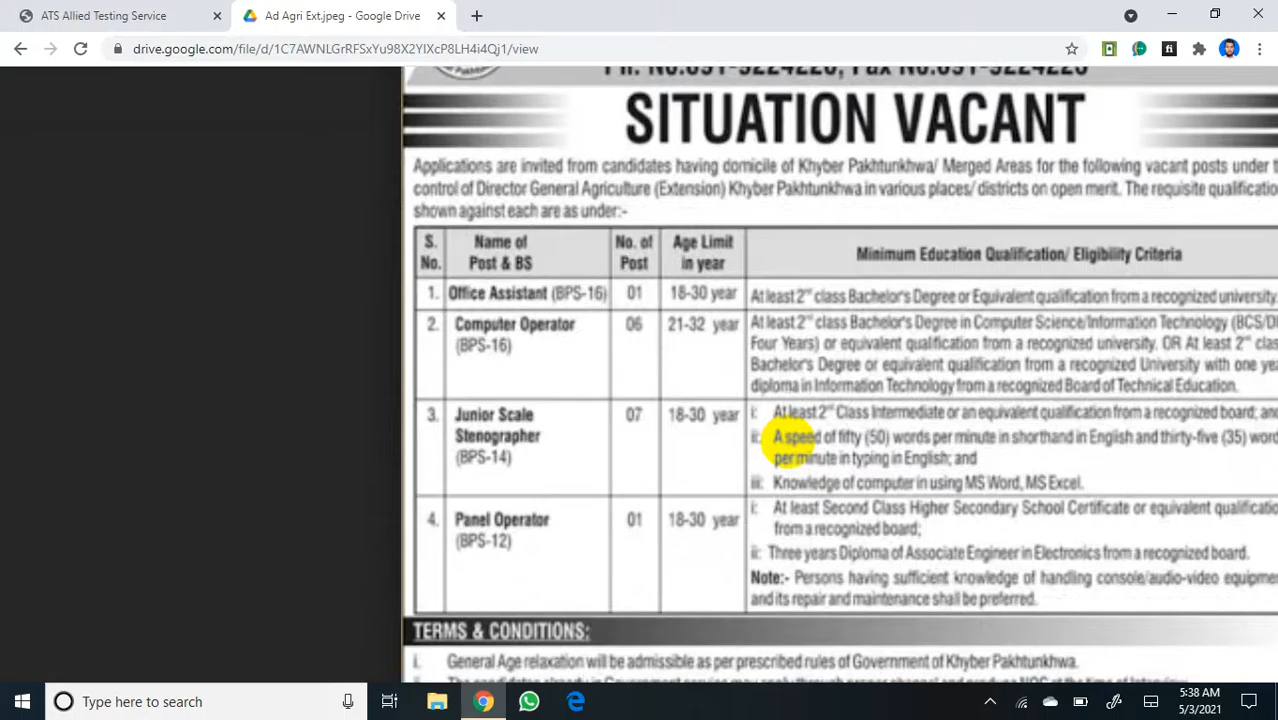 ATS Allied Testing Service
Ad Agri Ext.jpeg - Google Drive
drive.google.com/file/d/1C7AWNLGrRFSxYu98X2YIXcP8LH4i4Qj1/view
Ph. No.091-9224226, Fax No.091-9224226
SITUATION VACANT
Applications are invited from candidates having domicile of Khyber Pakhtunkhwa/ Merged Areas for the following vacant posts under
control of Director General Agriculture (Extension) Khyber Pakhtunkhwa in various places/ districts on open merit. The requisite qualification
shown against each are as under:-
S. No. Name of Post & BS No. of Post Age Limit in year Minimum Education Qualification/ Eligibility Criteria
1. Office Assistant (BPS-16) 01 18-30 year At least 2nd class Bachelor's Degree or Equivalent qualification from a recognized university.
2. Computer Operator (BPS-16) 06 21-32 year At least 2nd class Bachelor's Degree in Computer Science/Information Technology (BCS/
Four Years) or equivalent qualification from a recognized university. OR At least 2nd class
Bachelor's Degree or equivalent qualification from a recognized University with one
diploma in Information Technology from a recognized Board of Technical Education.
3. Junior Scale Stenographer (BPS-14) 07 18-30 year i: At least 2nd Class Intermediate or an equivalent qualification from a recognized board; and
ii: A speed of fifty (50) words per minute in shorthand in English and thirty-five (35)
per minute in typing in English; and
iii: Knowledge of computer in using MS Word, MS Excel.
4. Panel Operator (BPS-12) 01 18-30 year i: At least Second Class Higher Secondary School Certificate or equivalent
from a recognized board;
ii: Three years Diploma of Associate Engineer in Electronics from a recognized board.
Note:- Persons having sufficient knowledge of handling console/audio-video
and its repair and maintenance shall be preferred.
TERMS & CONDITIONS:
i. General Age relaxation will be admissible as per prescribed rules of Government of Khyber Pakhtunkhwa.
Type here to search
5:38 AM
5/3/2021